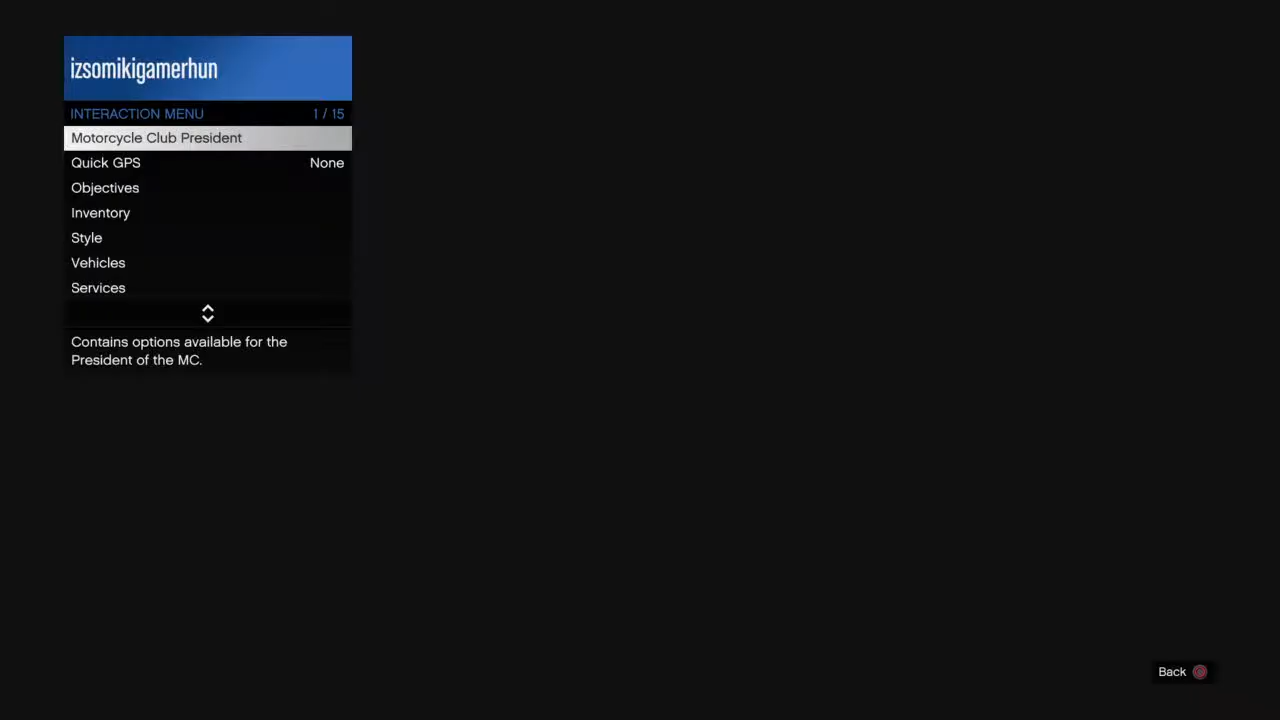 izsomikigamerhun
INTERACTION MENU 1 / 15
Motorcycle Club President
Quick GPS None
Objectives
Inventory
Style
Vehicles
Services
Contains options available for the
President of the MC.
Back